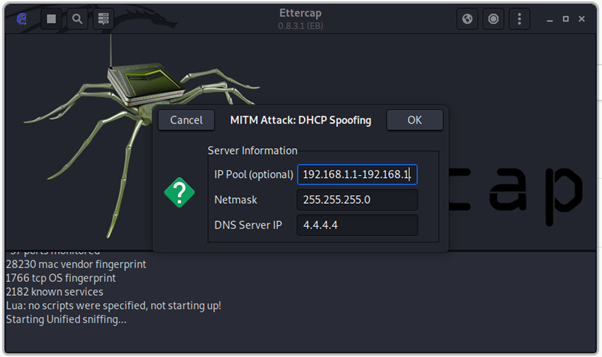 Ettercap
0.8.3.1 (EB)
Cancel
MITM Attack: DHCP Spoofing
OK
Server Information
IP Pool (optional)
192.168.1.1-192.168.1
Netmask
255.255.255.0
DNS Server IP
4.4.4.4
cap
57 ports monitored
28230 mac vendor fingerprint
1766 tcp OS fingerprint
2182 known services
Lua: no scripts were specified, not starting up!
Starting Unified sniffing...